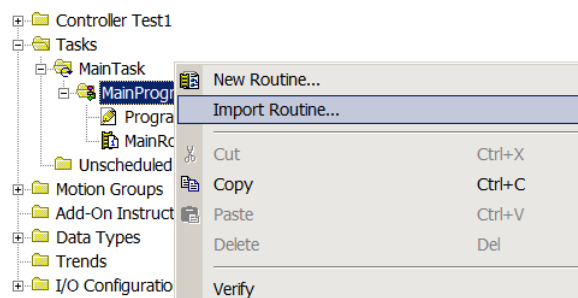 Controller Test1
Tasks
MainTask
MainProgr
Progra
MainRo
Unscheduled
Motion Groups
Add-On Instruct
Data Types
Trends
I/O Configuratio
New Routine...
Import Routine...
Cut Ctrl+X
Copy Ctrl+C
Paste Ctrl+V
Delete Del
Verify